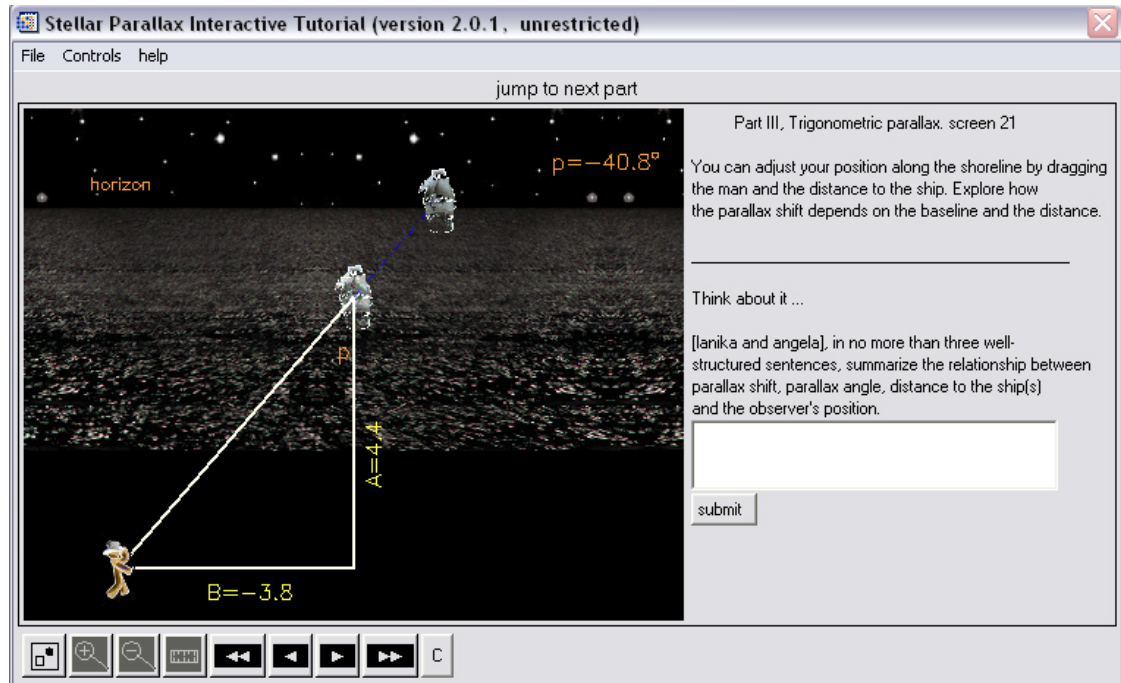 Stellar Parallax Interactive Tutorial (version 2.0.1, unrestricted)
File Controls help
jump to next part
horizon
p=-40.8°
p
A=4.4
B=-3.8
Part III, Trigonometric parallax. screen 21
You can adjust your position along the shoreline by dragging
the man and the distance to the ship. Explore how
the parallax shift depends on the baseline and the distance.
Think about it ...
[lanika and angela], in no more than three well-
structured sentences, summarize the relationship between
parallax shift, parallax angle, distance to the ship(s)
and the observer's position.
submit
C